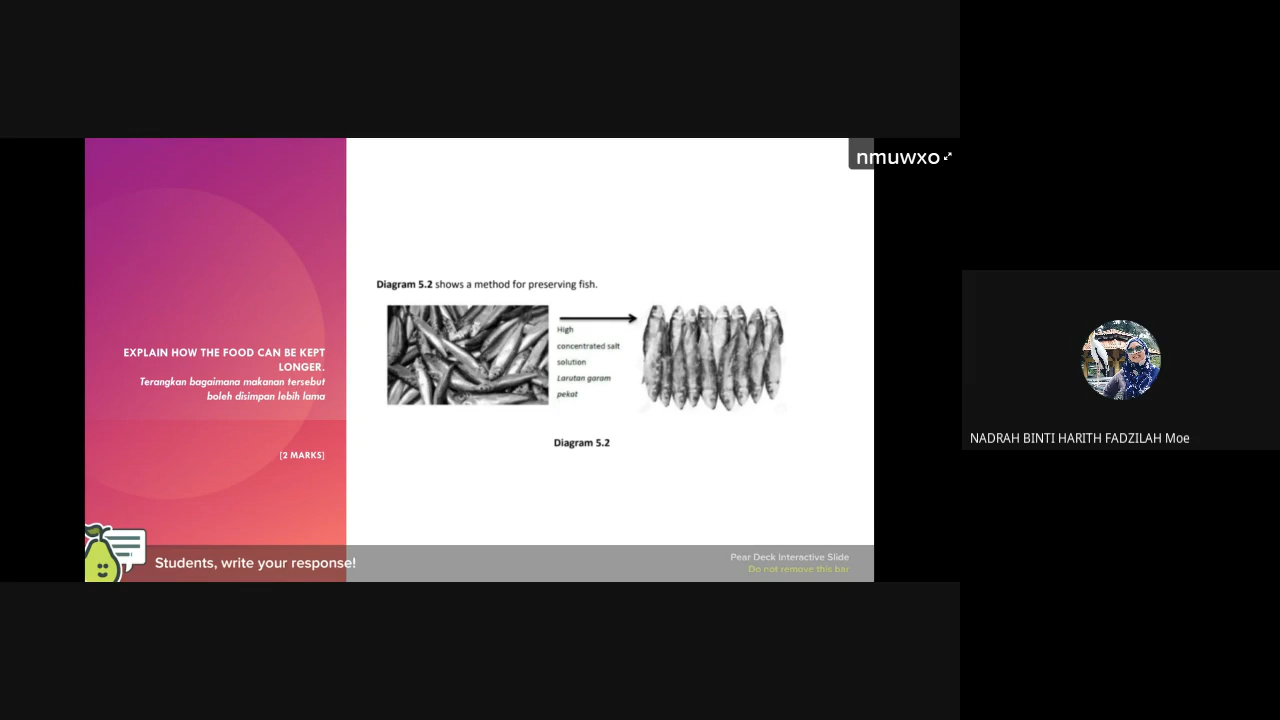 nmuwxo
Diagram 5.2 shows a method for preserving fish.
High
concentrated salt
solution
Larutan garam
pekat
Diagram 5.2
EXPLAIN HOW THE FOOD CAN BE KEPT
LONGER.
Terangkan bagaimana makanan tersebut
boleh disimpan lebih lama
[2 MARKS]
Students, write your response!
Pear Deck Interactive Slide
Do not remove this bar
NADRAH BINTI HARITH FADZILAH Moe